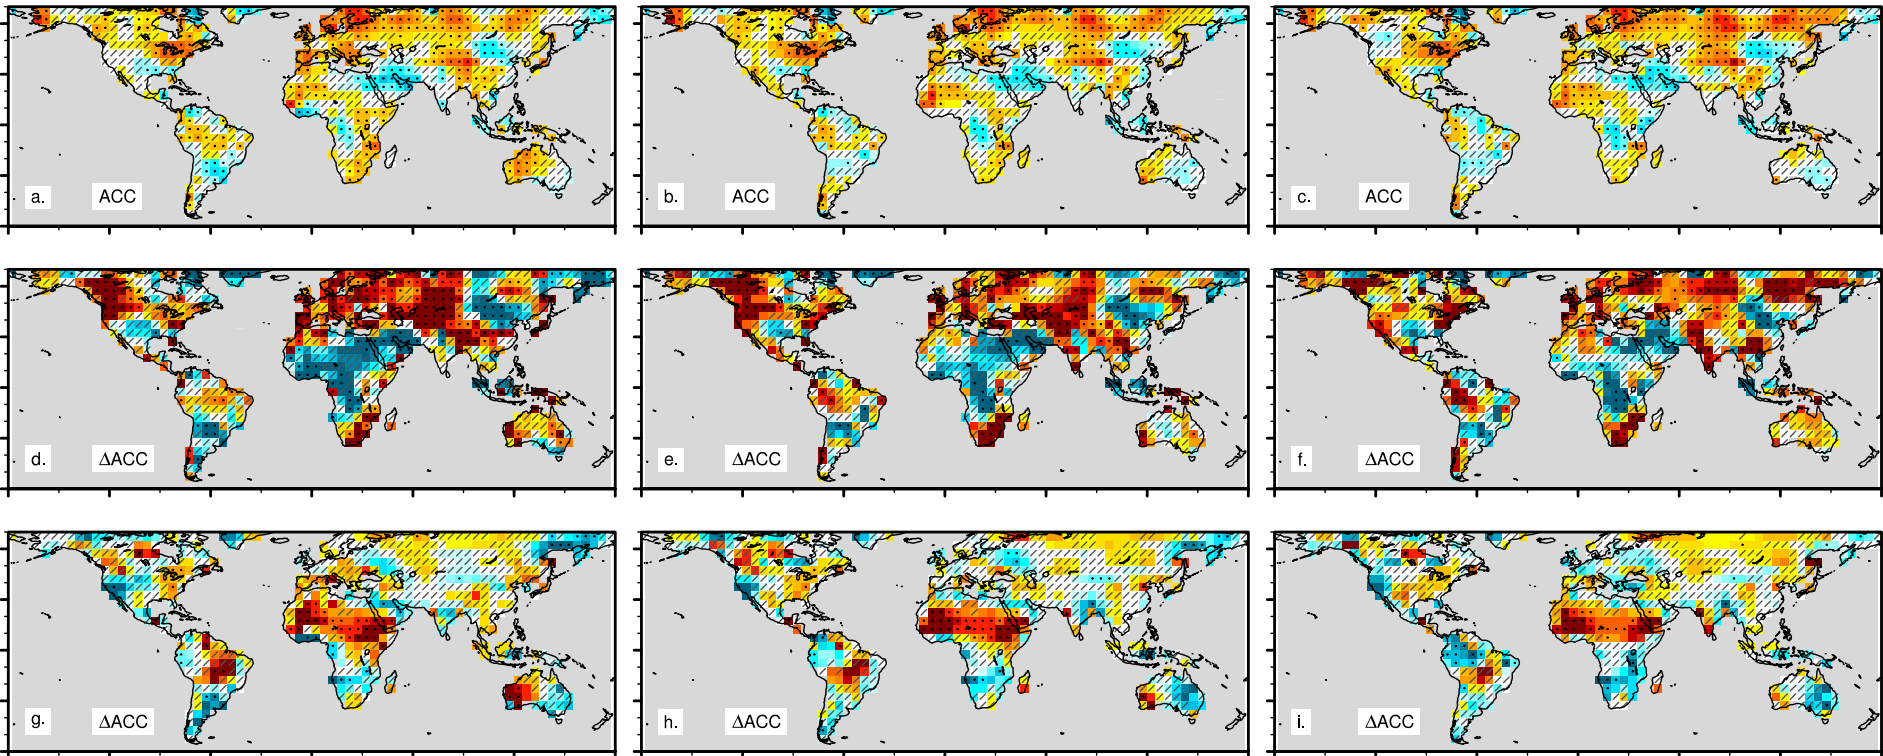 a. ACC
b. ACC
c. ACC
d. ΔACC
e. ΔACC
f. ΔACC
g. ΔACC
h. ΔACC
i. ΔACC